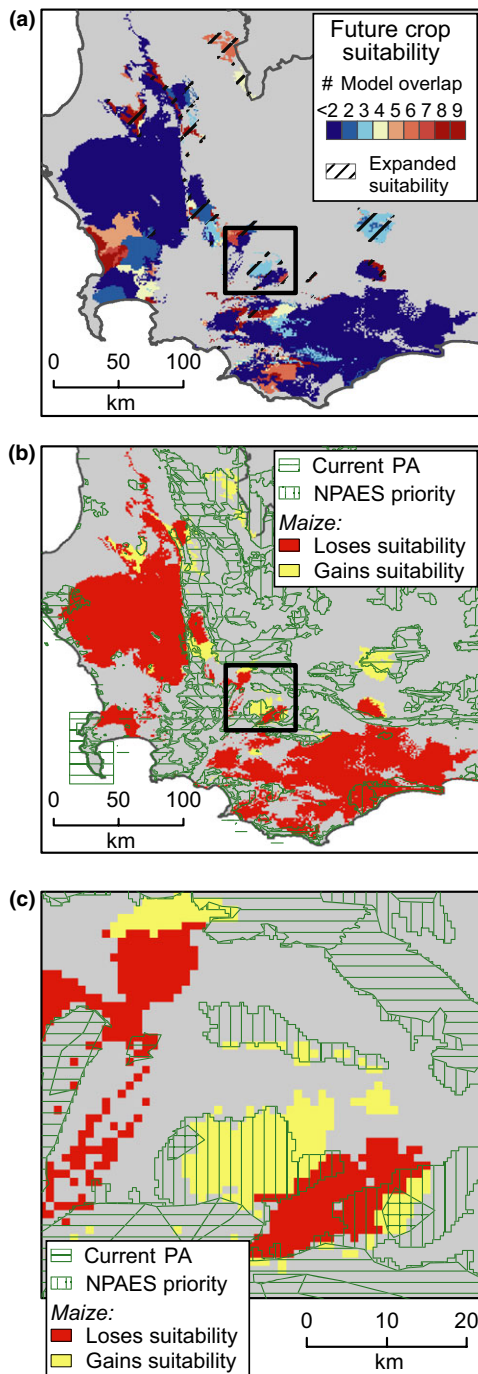 (a)
Future crop
suitability
# Model overlap
<2 2 3 4 5 6 7 8 9
Expanded
suitability
0 50 100
km
(b)
Current PA
NPAES priority
Maize:
Loses suitability
Gains suitability
0 50 100
km
(c)
Current PA
NPAES priority
Maize:
Loses suitability
Gains suitability
0 10 20
km